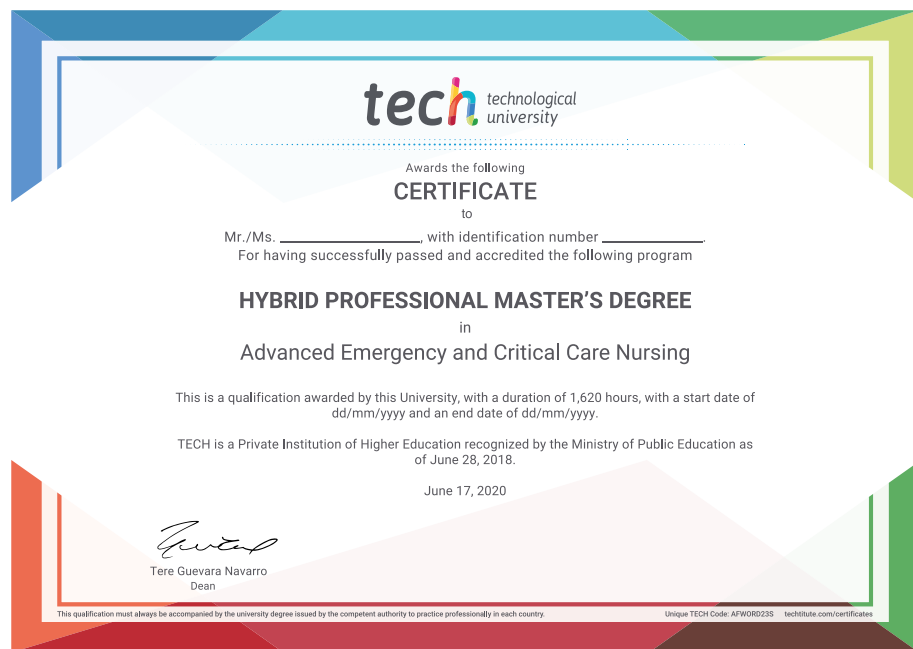 tech technological
university
Awards the following
CERTIFICATE
to
Mr./Ms. ____________________, with identification number ______________.
For having successfully passed and accredited the following program
HYBRID PROFESSIONAL MASTER'S DEGREE
in
Advanced Emergency and Critical Care Nursing
This is a qualification awarded by this University, with a duration of 1,620 hours, with a start date of
dd/mm/yyyy and an end date of dd/mm/yyyy.
TECH is a Private Institution of Higher Education recognized by the Ministry of Public Education as
of June 28, 2018.
June 17, 2020
Tere Guevara Navarro
Dean
This qualification must always be accompanied by the university degree issued by the competent authority to practice professionally in each country. Unique TECH Code: AFWORD23S techtitute.com/certificates